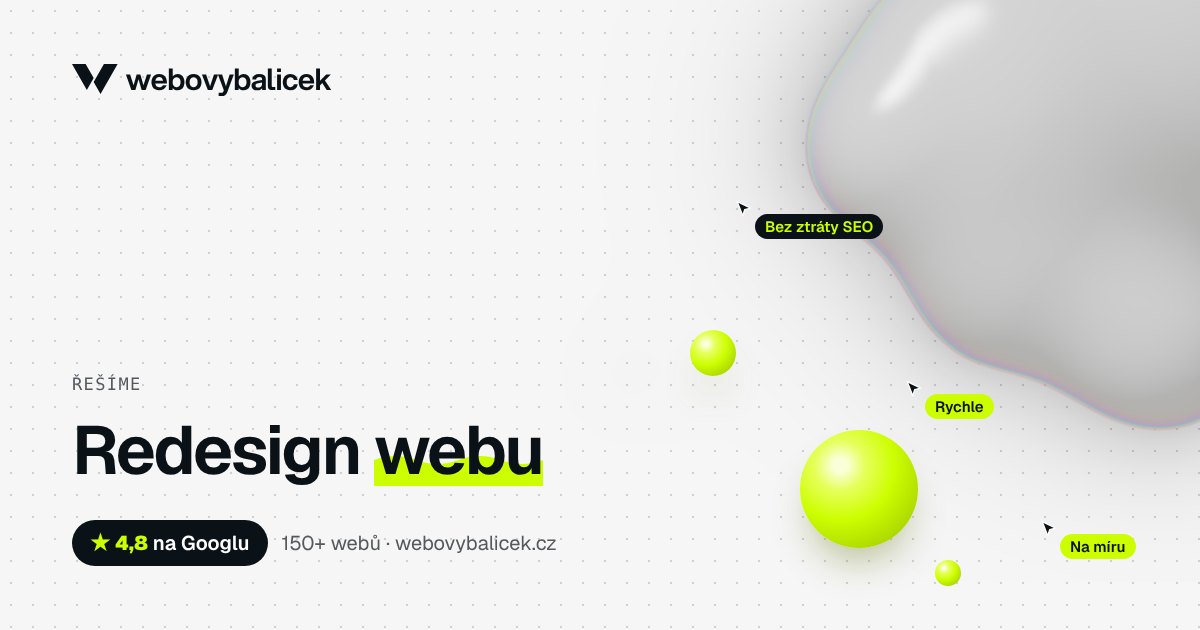 webovybalicek
Bez ztráty SEO
ŘEŠÍME
Rychle
Redesign webu
★ 4,8 na Googlu 150+ webů · webovybalicek.cz
Na míru